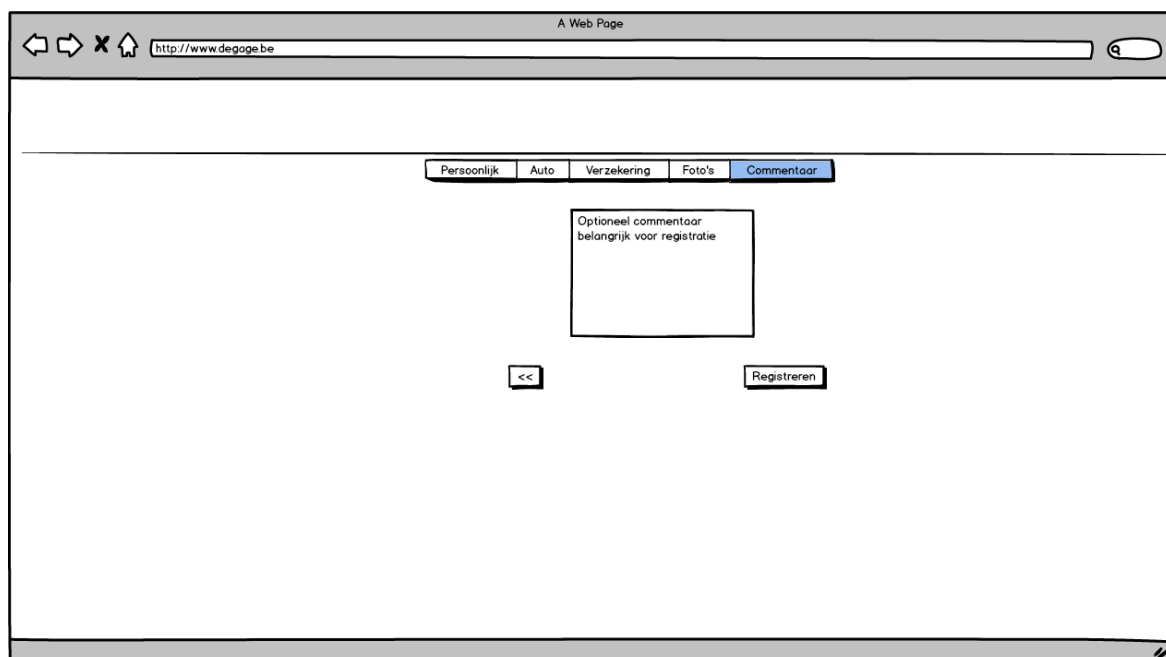 A Web Page
http://www.degage.be
Persoonlijk Auto Verzekering Foto's Commentaar
Optioneel commentaar
belangrijk voor registratie
<< Registreren